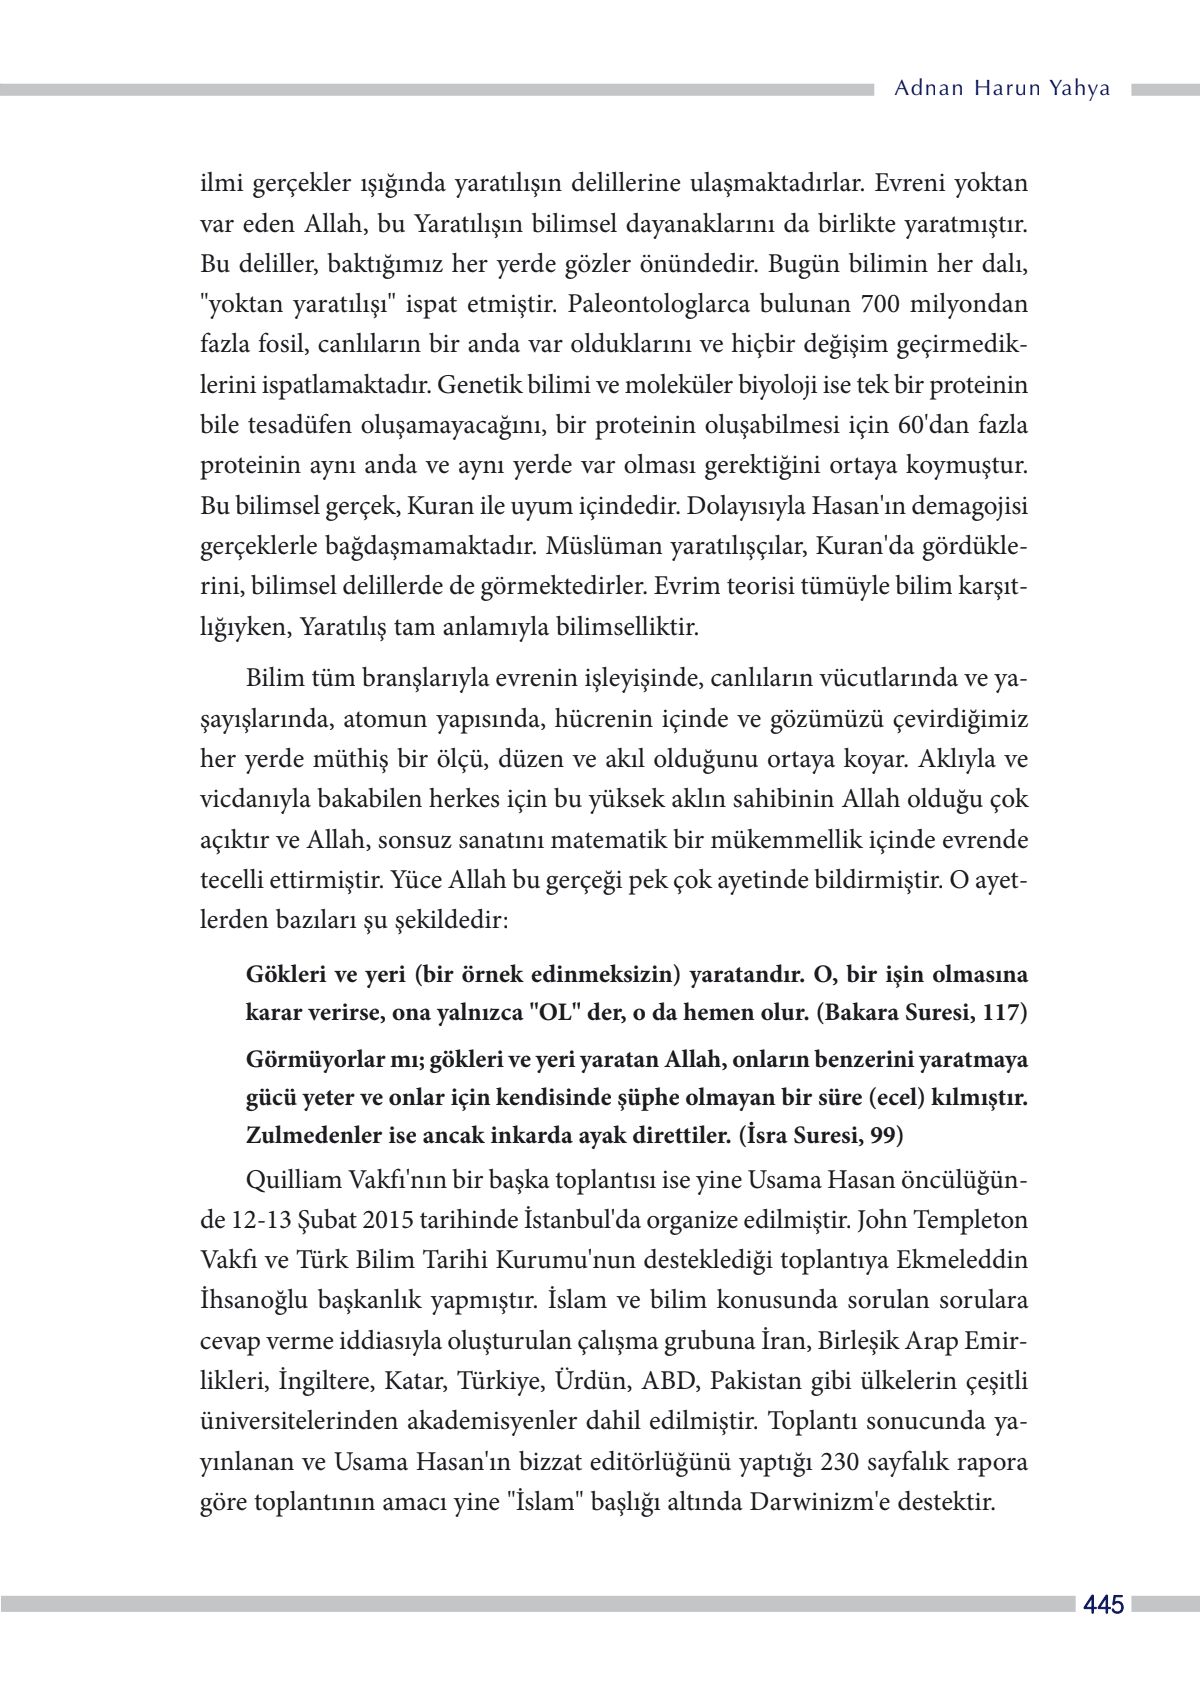 Adnan Harun Yahya
ilmi gerçekler ışığında yaratılışın delillerine ulaşmaktadırlar. Evreni yoktan
var eden Allah, bu Yaratılışın bilimsel dayanaklarını da birlikte yaratmıştır.
Bu deliller, baktığımız her yerde gözler önündedir. Bugün bilimin her dalı,
"yoktan yaratılışı" ispat etmiştir. Paleontologlarca bulunan 700 milyondan
fazla fosil, canlıların bir anda var olduklarını ve hiçbir değişim geçirmedik-
lerini ispatlamaktadır. Genetik bilimi ve moleküler biyoloji ise tek bir proteinin
bile tesadüfen oluşamayacağını, bir proteinin oluşabilmesi için 60'dan fazla
proteinin aynı anda ve aynı yerde var olması gerektiğini ortaya koymuştur.
Bu bilimsel gerçek, Kuran ile uyum içindedir. Dolayısıyla Hasan'ın demagojisi
gerçeklerle bağdaşmamaktadır. Müslüman yaratılışçılar, Kuran'da gördükle-
rini, bilimsel delillerde de görmektedirler. Evrim teorisi tümüyle bilim karşıt-
lığıyken, Yaratılış tam anlamıyla bilimselliktir.
Bilim tüm branşlarıyla evrenin işleyişinde, canlıların vücutlarında ve ya-
şayışlarında, atomun yapısında, hücrenin içinde ve gözümüzü çevirdiğimiz
her yerde müthiş bir ölçü, düzen ve akıl olduğunu ortaya koyar. Aklıyla ve
vicdanıyla bakabilen herkes için bu yüksek aklın sahibinin Allah olduğu çok
açıktır ve Allah, sonsuz sanatını matematik bir mükemmellik içinde evrende
tecelli ettirmiştir. Yüce Allah bu gerçeği pek çok ayetinde bildirmiştir. O ayet-
lerden bazıları şu şekildedir:
Gökleri ve yeri (bir örnek edinmeksizin) yaratandır. O, bir işin olmasına
karar verirse, ona yalnızca "OL" der, o da hemen olur. (Bakara Suresi, 117)
Görmüyorlar mı; gökleri ve yeri yaratan Allah, onların benzerini yaratmaya
gücü yeter ve onlar için kendisinde şüphe olmayan bir süre (ecel) kılmıştır.
Zulmedenler ise ancak inkarda ayak direttiler. (İsra Suresi, 99)
Quilliam Vakfı'nın bir başka toplantısı ise yine Usama Hasan öncülüğün-
de 12-13 Şubat 2015 tarihinde İstanbul'da organize edilmiştir. John Templeton
Vakfı ve Türk Bilim Tarihi Kurumu'nun desteklediği toplantıya Ekmeleddin
İhsanoğlu başkanlık yapmıştır. İslam ve bilim konusunda sorulan sorulara
cevap verme iddiasıyla oluşturulan çalışma grubuna İran, Birleşik Arap Emir-
likleri, İngiltere, Katar, Türkiye, Ürdün, ABD, Pakistan gibi ülkelerin çeşitli
üniversitelerinden akademisyenler dahil edilmiştir. Toplantı sonucunda ya-
yınlanan ve Usama Hasan'ın bizzat editörlüğünü yaptığı 230 sayfalık rapora
göre toplantının amacı yine "İslam" başlığı altında Darwinizm'e destektir.
445